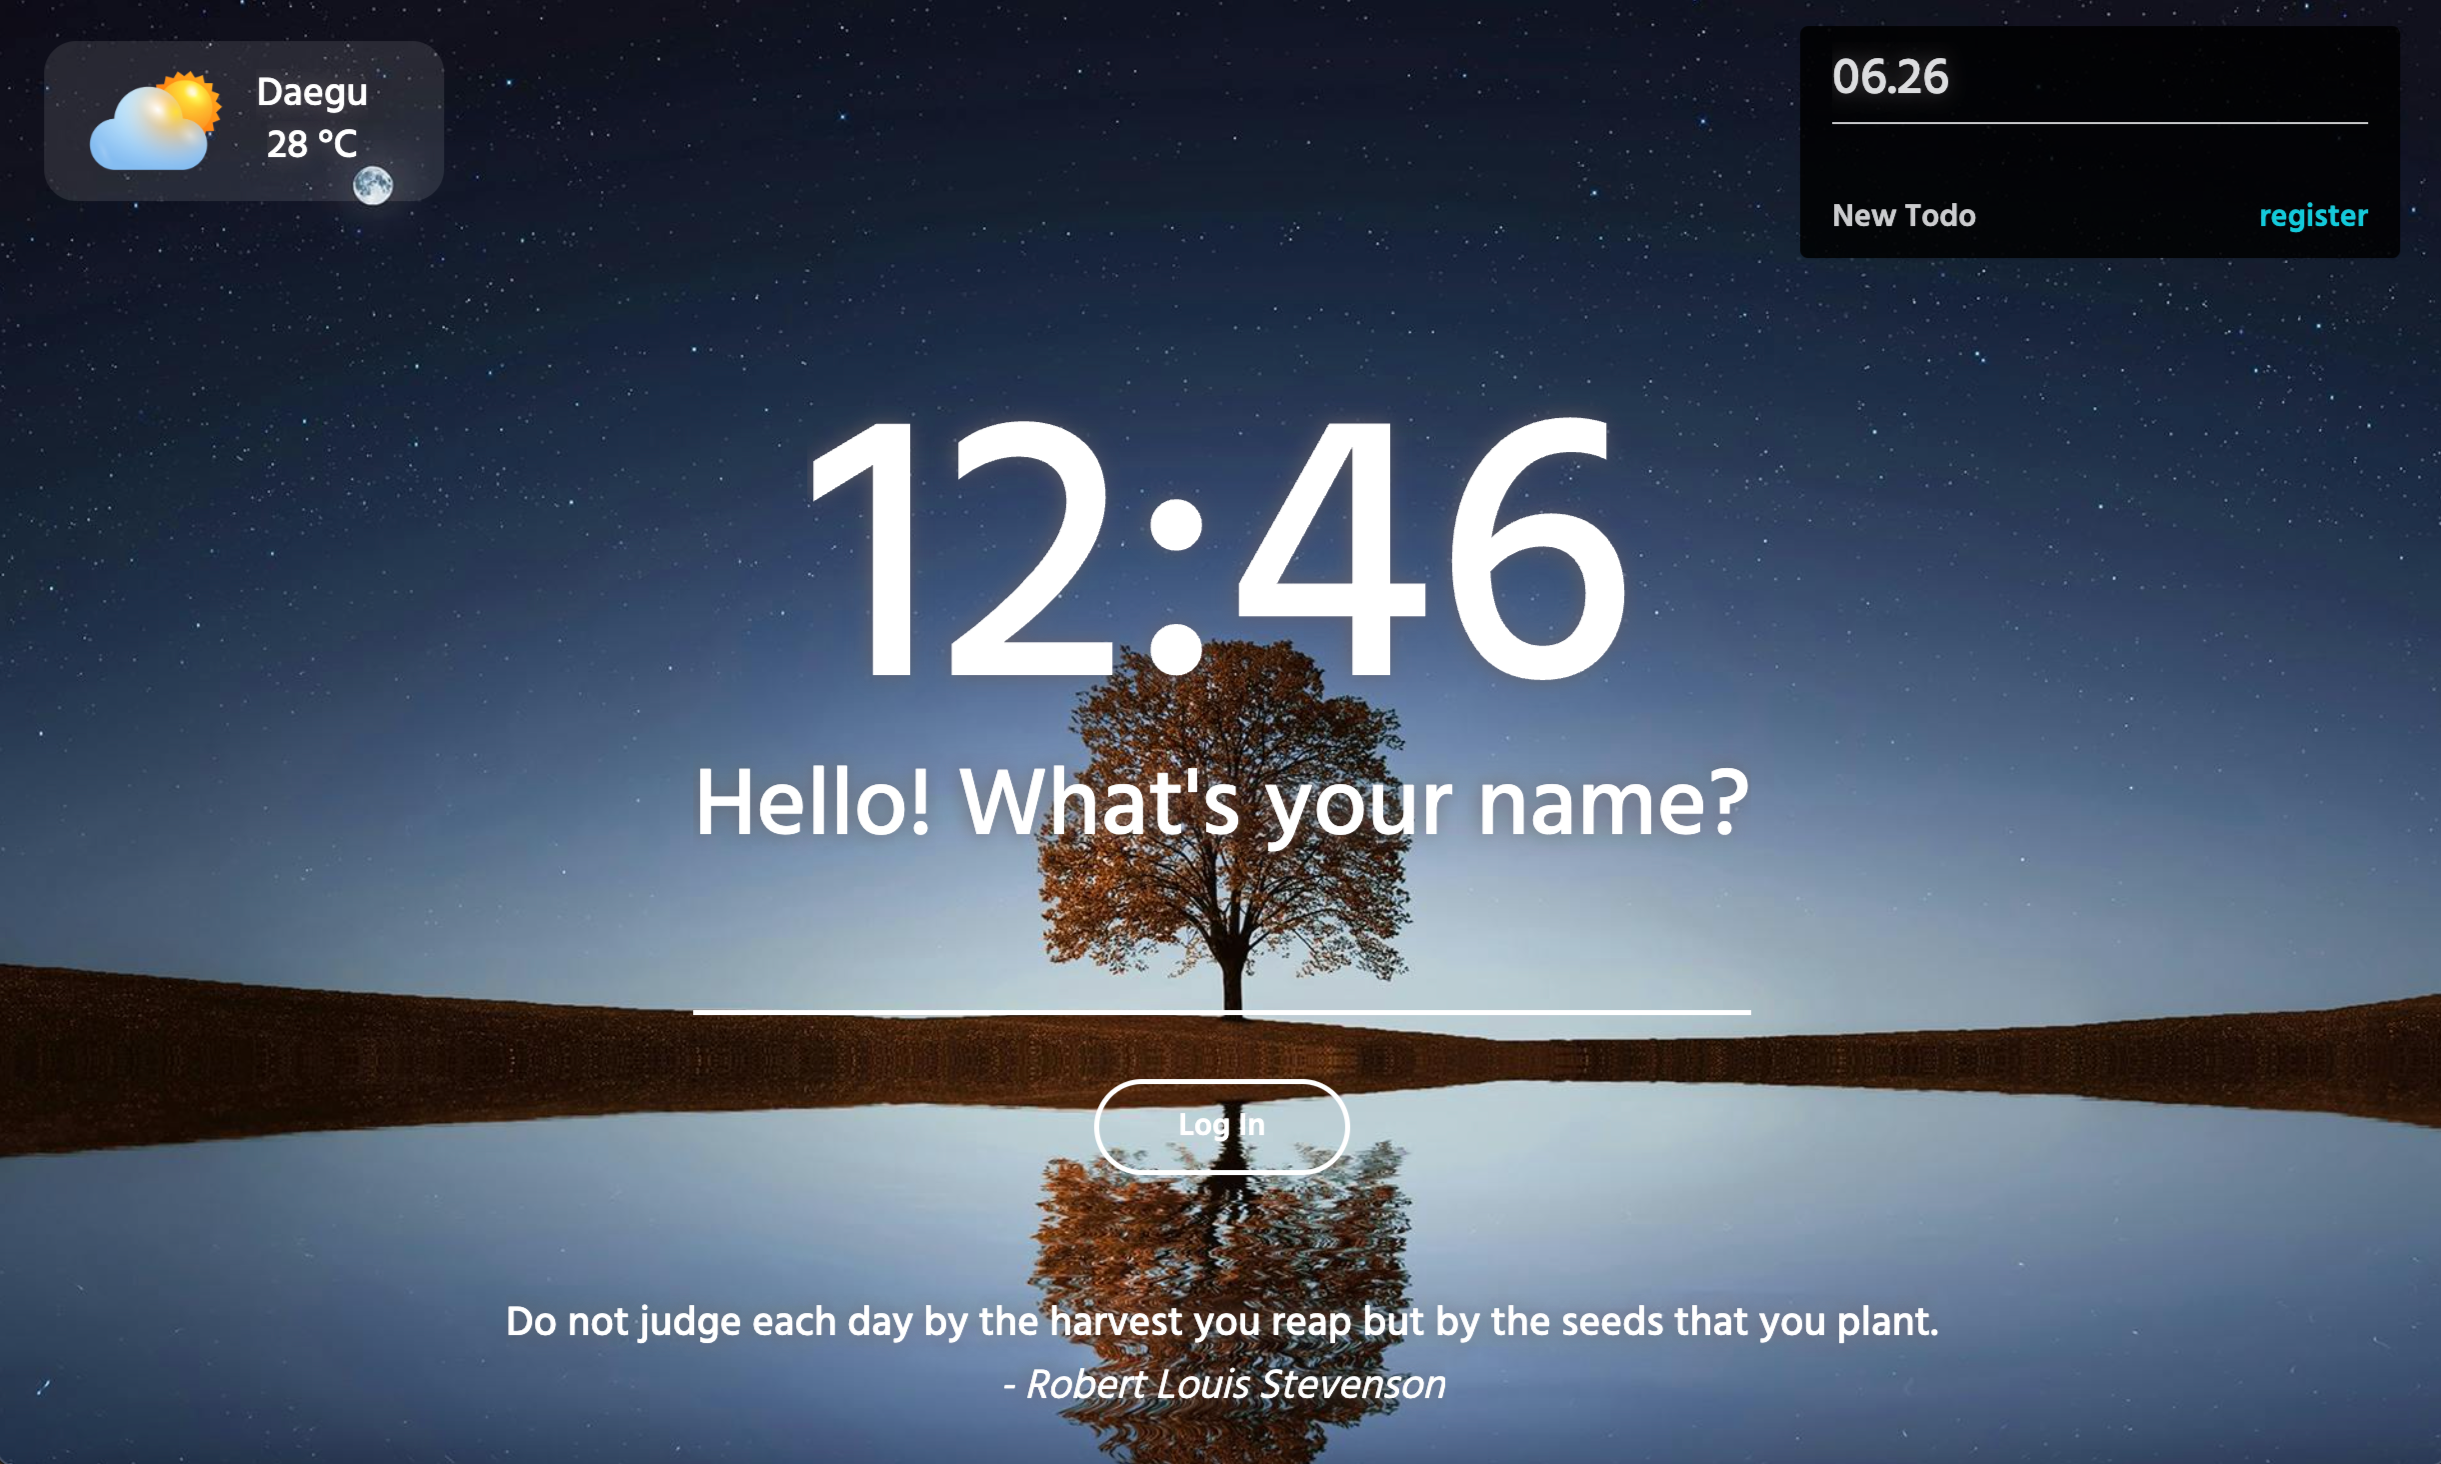 Daegu
28 °C
06.26
New Todo
register
12:46
Hello! What's your name?
Log In
Do not judge each day by the harvest you reap but by the seeds that you plant.
- Robert Louis Stevenson